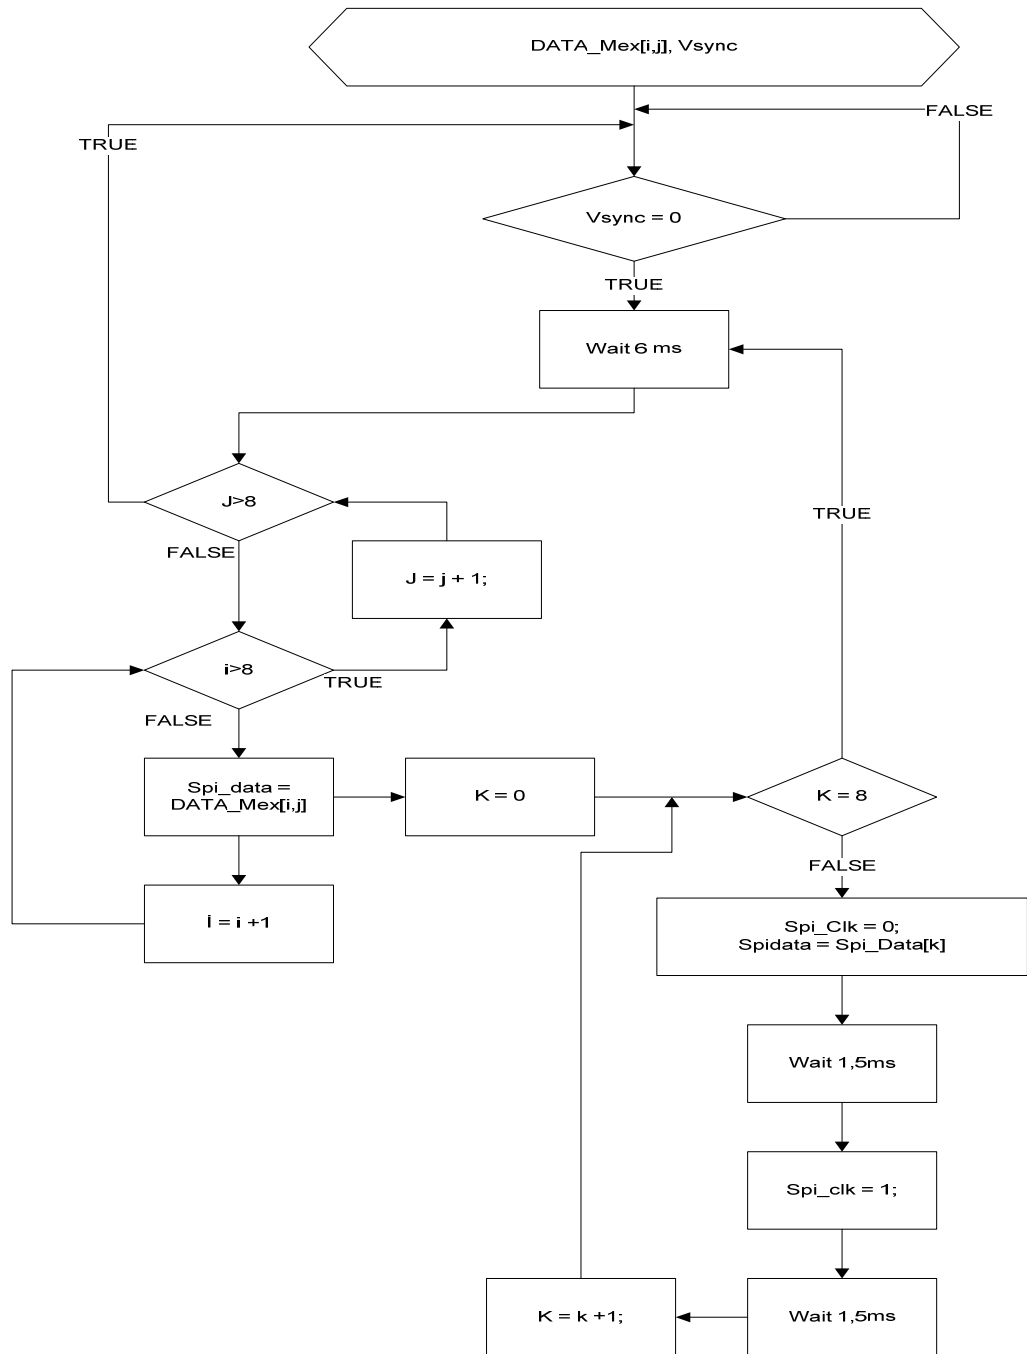 DATA_Mex[i,j], Vsync
FALSE
TRUE
Vsync = 0
TRUE
Wait 6 ms
J>8
TRUE
FALSE
J = j + 1;
i>8
TRUE
FALSE
Spi_data =
DATA_Mex[i,j]
K = 0
K = 8
FALSE
İ = i +1
Spi_Clk = 0;
Spidata = Spi_Data[k]
Wait 1,5ms
Spi_clk = 1;
K = k +1;
Wait 1,5ms